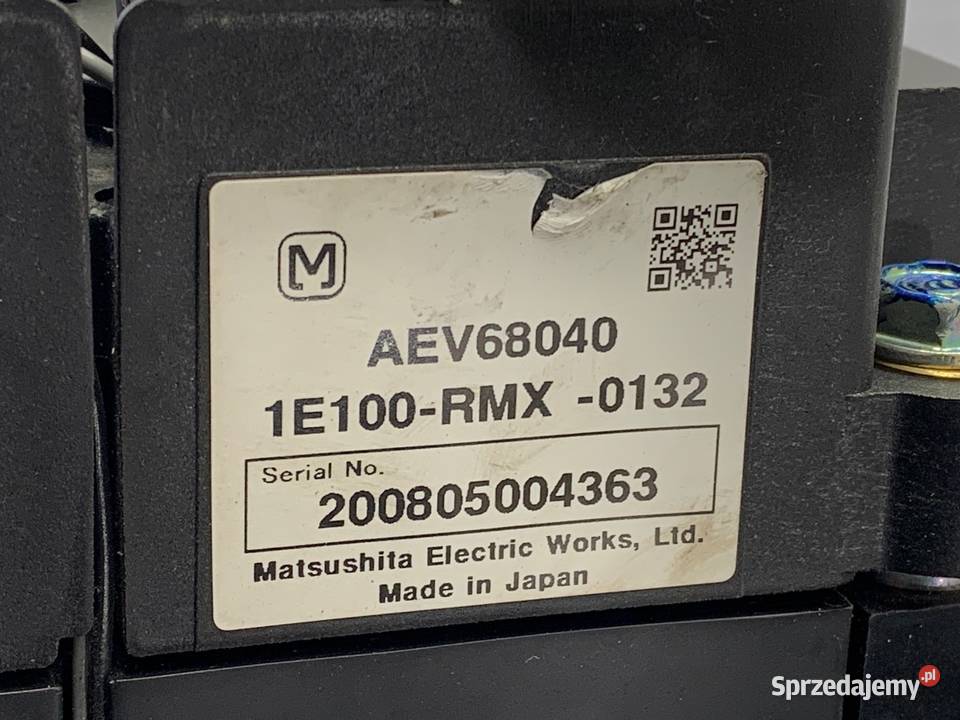 M
AEV68040
1E100-RMX -0132
Serial No.
200805004363
Matsushita Electric Works, Ltd.
Made in Japan
Sprzedajemy.pl